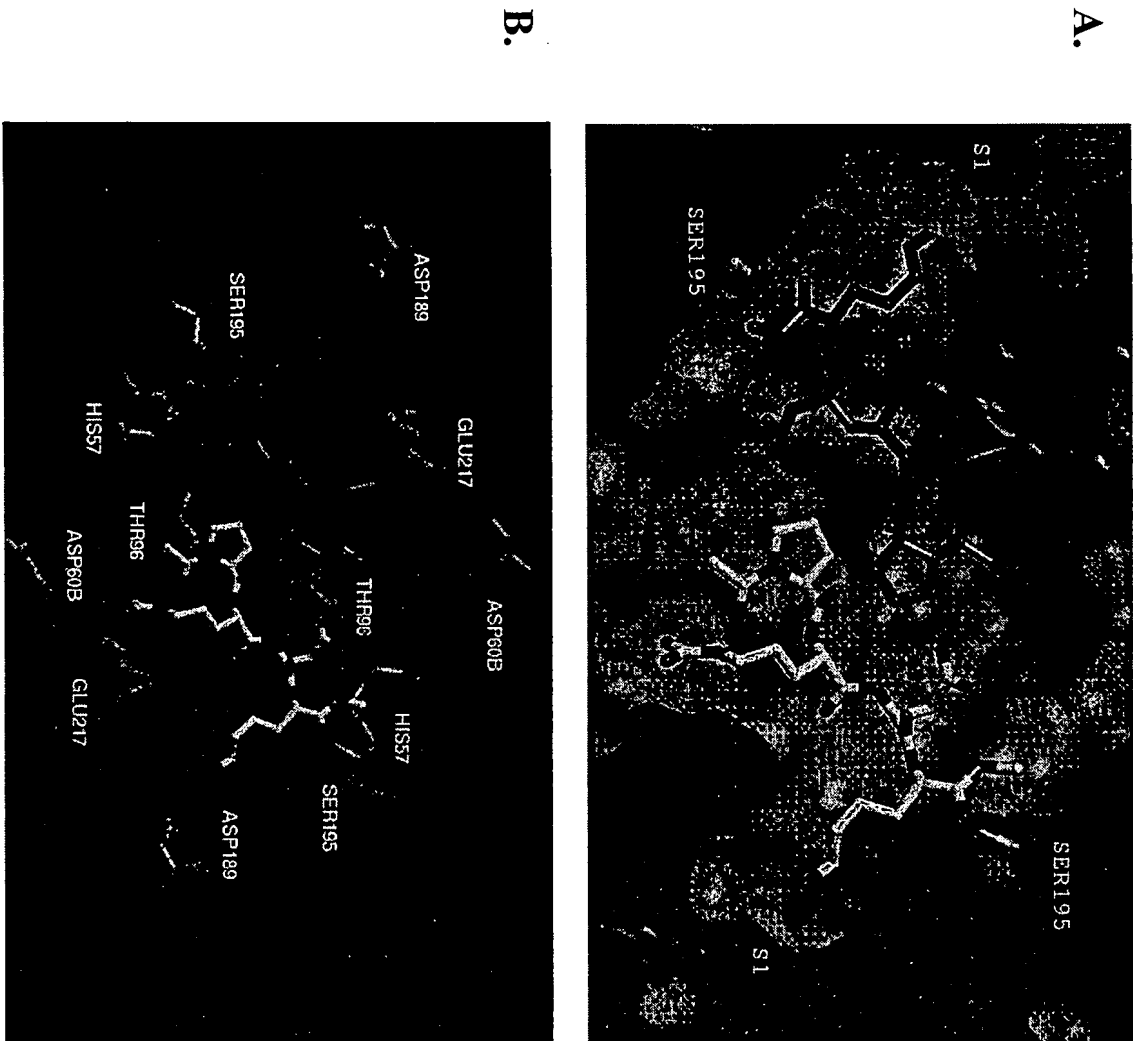 A.
SER195
S1
S1
SER195
B.
ASP60B
GLU217
ASP189
HIS57
THR96
SER195
SER195
ASP189
THR96
HIS57
GLU217
ASP60B